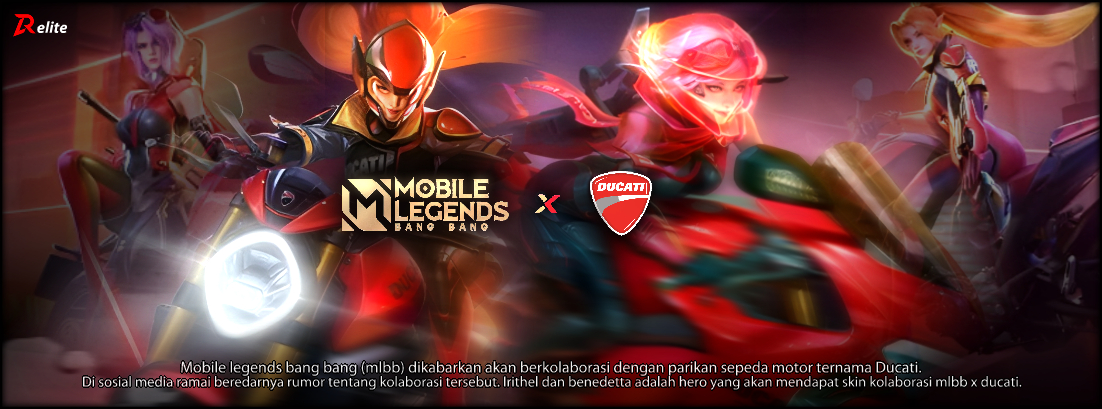 Relite
MOBILE
LEGENDS
BANG BANG
X
DUCATI
DUCATI
Mobile legends bang bang (mlbb) dikabarkan akan berkolaborasi dengan parikan sepeda motor ternama Ducati.
Di sosial media ramai beredarnya rumor tentang kolaborasi tersebut. Irithel dan benedetta adalah hero yang akan mendapat skin kolaborasi mlbb x ducati.